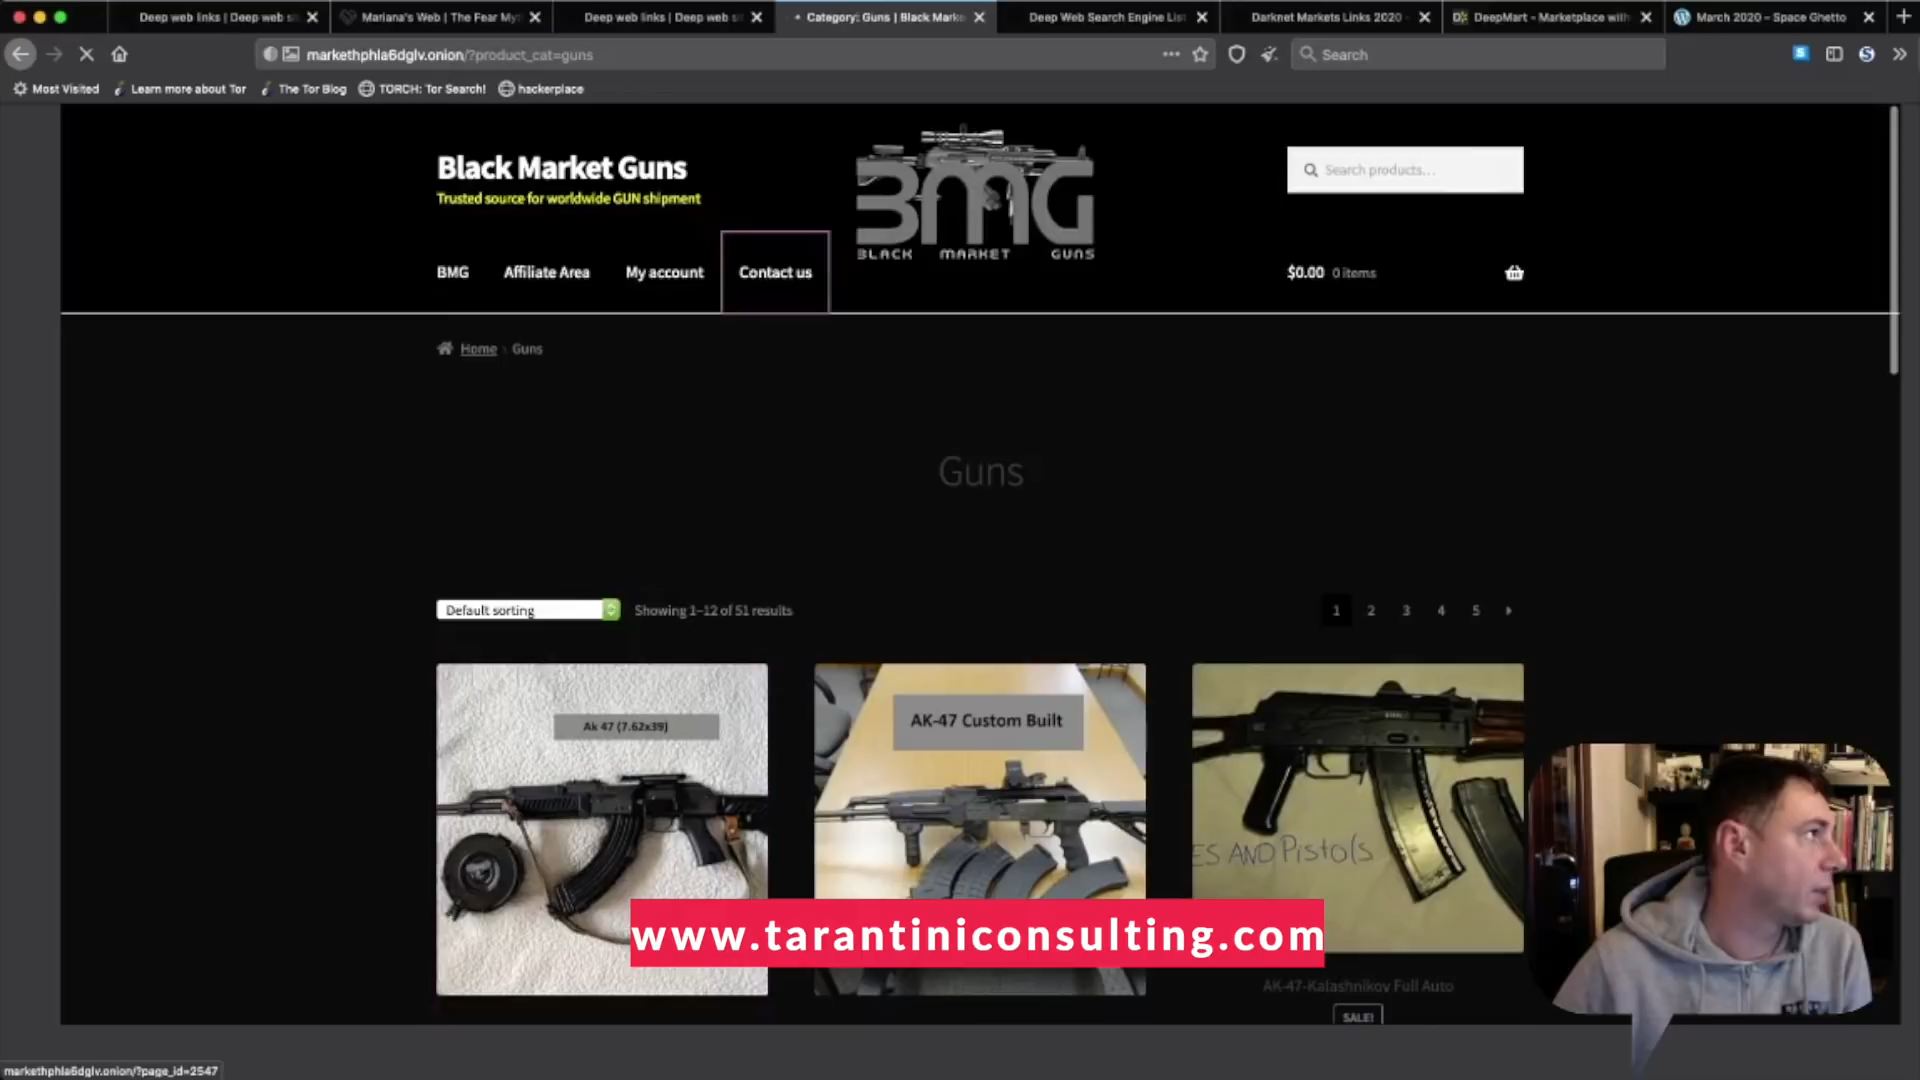 Deep web links | Deep web si
Mariana's Web | The Fear My
Deep web links | Deep web si
Category: Guns | Black Marke
Deep Web Search Engine List
Darknet Markets Links 2020
DeepMart - Marketplace with
March 2020 – Space Ghetto
markethphla6dglv.onion/?product_cat=guns
Search
Most Visited
Learn more about Tor
The Tor Blog
TORCH: Tor Search!
hackerplace
Black Market Guns
Trusted source for worldwide GUN shipment
BMG
BLACK MARKET GUNS
Search products…
BMG
Affiliate Area
My account
Contact us
$0.00 0 items
Home
Guns
Guns
Default sorting
Showing 1–12 of 51 results
1 2 3 4 5
Ak 47 (7.62x39)
AK-47 Custom Built
ES AND PistolS
www.tarantiniconsulting.com
AK-47-Kalashnikov Full Auto
SALE!
markethphla6dglv.onion/?page_id=2547